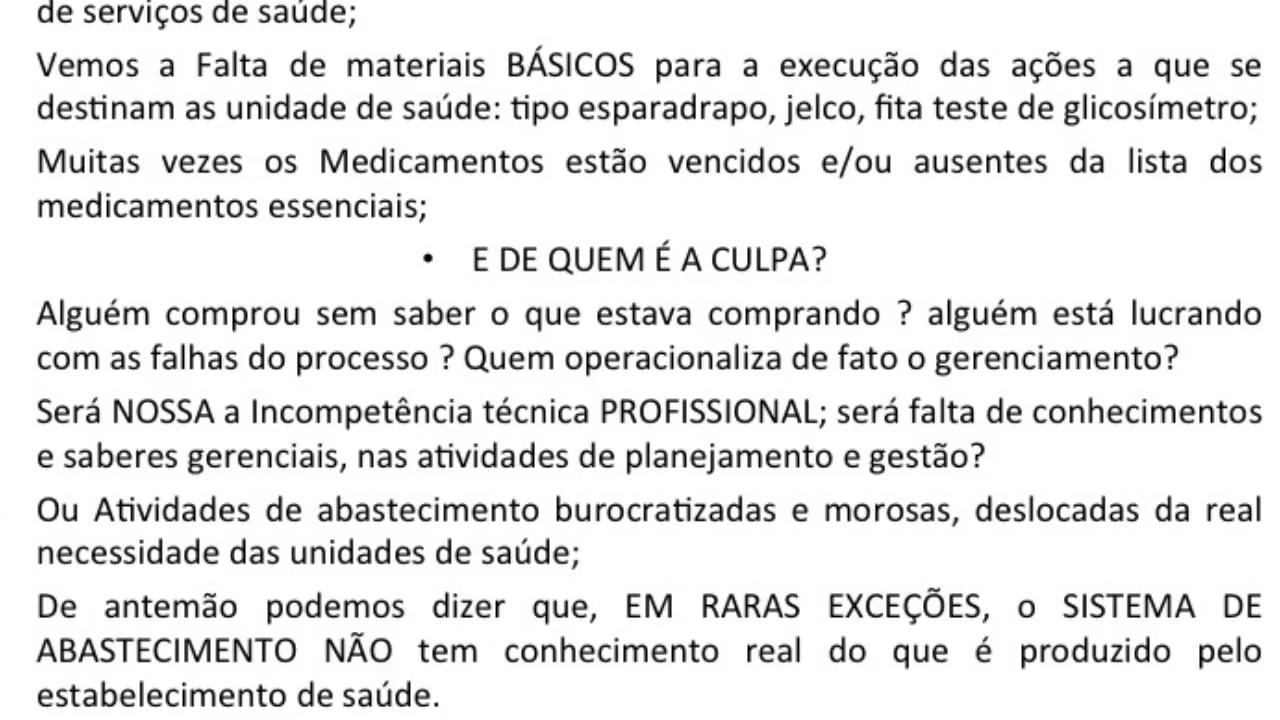 de serviços de saúde;
Vemos a Falta de materiais BÁSICOS para a execução das ações a que se
destinam as unidade de saúde: tipo esparadrapo, jelco, fita teste de glicosímetro;
Muitas vezes os Medicamentos estão vencidos e/ou ausentes da lista dos
medicamentos essenciais;
• E DE QUEM É A CULPA?
Alguém comprou sem saber o que estava comprando ? alguém está lucrando
com as falhas do processo ? Quem operacionaliza de fato o gerenciamento?
Será NOSSA a Incompetência técnica PROFISSIONAL; será falta de conhecimentos
e saberes gerenciais, nas atividades de planejamento e gestão?
Ou Atividades de abastecimento burocratizadas e morosas, deslocadas da real
necessidade das unidades de saúde;
De antemão podemos dizer que, EM RARAS EXCEÇÕES, o SISTEMA DE
ABASTECIMENTO NÃO tem conhecimento real do que é produzido pelo
estabelecimento de saúde.